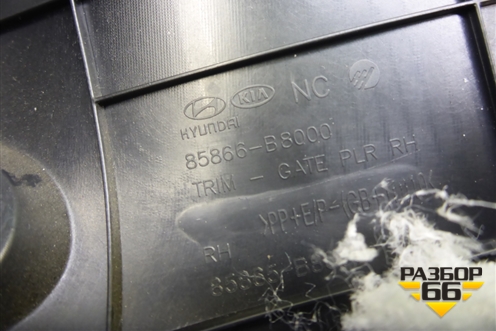 HYUNDAI KIA NC
85866-B8000
TRIM - GATE PLR RH
RH
РАЗБОР
66